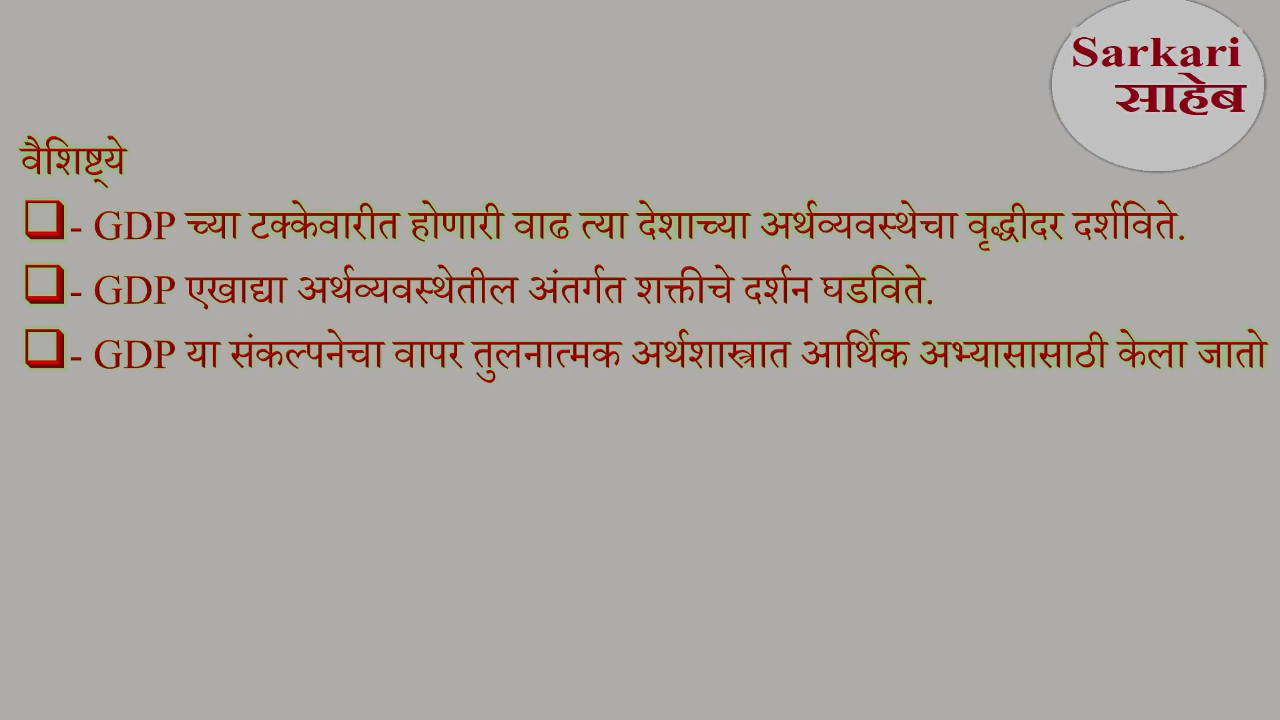 Sarkari
साहेब
वैशिष्ट्ये
- GDP च्या टक्केवारीत होणारी वाढ त्या देशाच्या अर्थव्यवस्थेचा वृद्धीदर दर्शविते.
- GDP एखाद्या अर्थव्यवस्थेतील अंतर्गत शक्तीचे दर्शन घडविते.
- GDP या संकल्पनेचा वापर तुलनात्मक अर्थशास्त्रात आर्थिक अभ्यासासाठी केला जातो